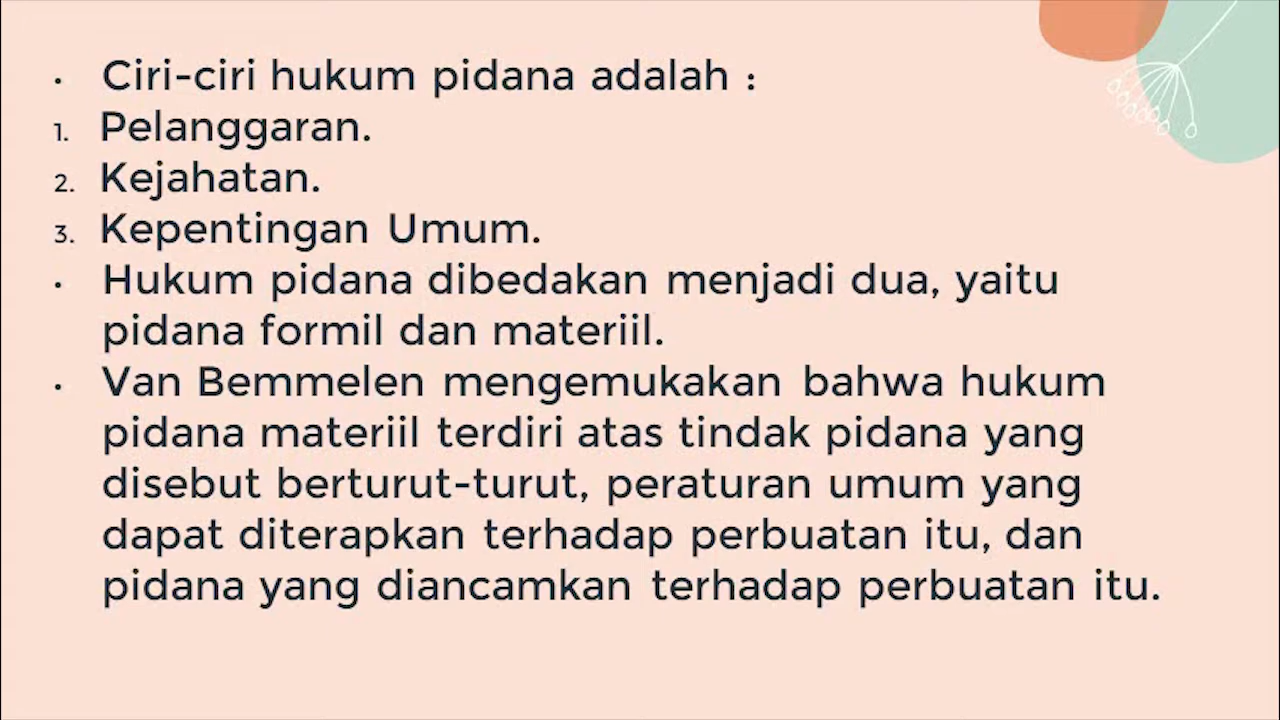 • Ciri-ciri hukum pidana adalah :
1. Pelanggaran.
2. Kejahatan.
3. Kepentingan Umum.
• Hukum pidana dibedakan menjadi dua, yaitu
pidana formil dan materiil.
• Van Bemmelen mengemukakan bahwa hukum
pidana materiil terdiri atas tindak pidana yang
disebut berturut-turut, peraturan umum yang
dapat diterapkan terhadap perbuatan itu, dan
pidana yang diancamkan terhadap perbuatan itu.